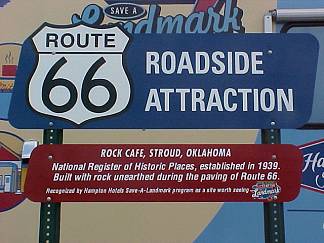 SAVE A
Landmark
ROUTE
66
ROADSIDE
ATTRACTION
ROCK CAFE, STROUD, OKLAHOMA
National Register of Historic Places, established in 1939.
Built with rock unearthed during the paving of Route 66.
Recognized by Hampton Hotels Save-A-Landmark program as a site worth seeing
Landmark